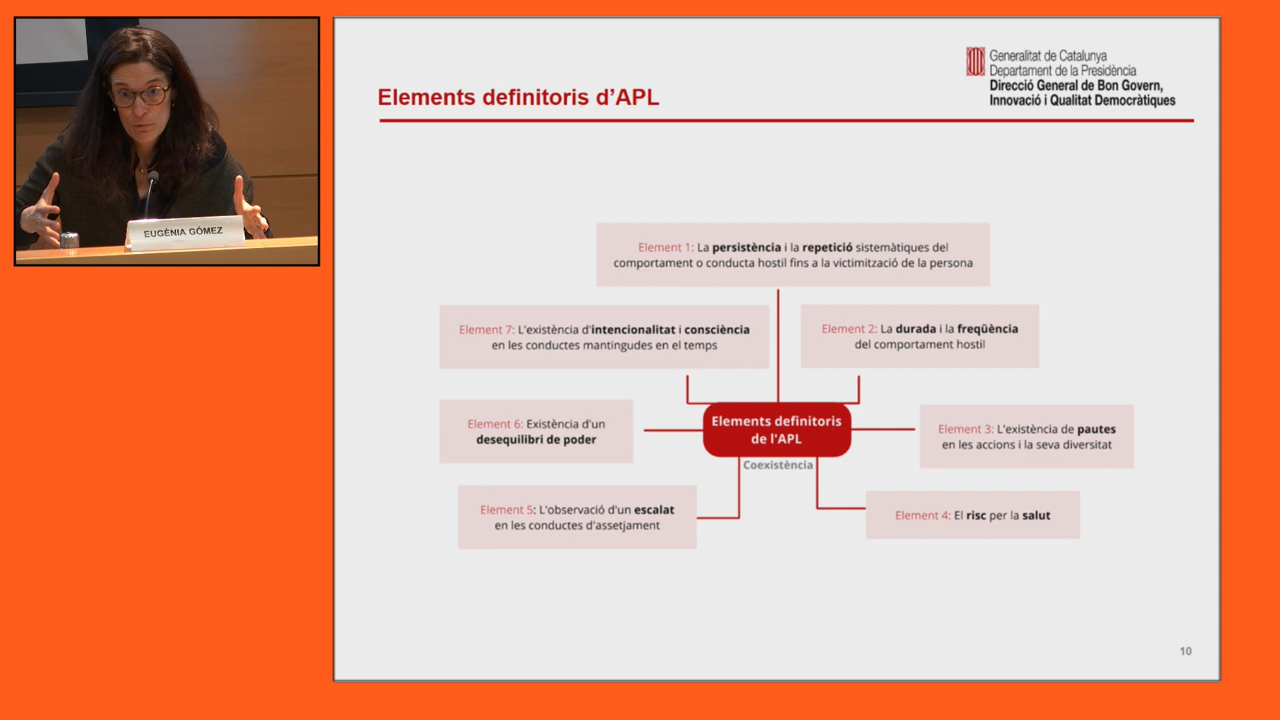 EUGÈNIA GÓMEZ
Elements definitoris d'APL
Generalitat de Catalunya
Departament de la Presidència
Direcció General de Bon Govern,
Innovació i Qualitat Democràtiques
Element 1: La persistència i la repetició sistemàtiques del
comportament o conducta hostil fins a la victimització de la persona
Element 7: L'existència d'intencionalitat i consciència
en les conductes mantingudes en el temps
Element 2: La durada i la freqüència
del comportament hostil
Element 6: Existència d'un
desequilibri de poder
Elements definitoris
de l'APL
Coexistència
Element 3: L'existència de pautes
en les accions i la seva diversitat
Element 5: L'observació d'un escalat
en les conductes d'assetjament
Element 4: El risc per la salut
10